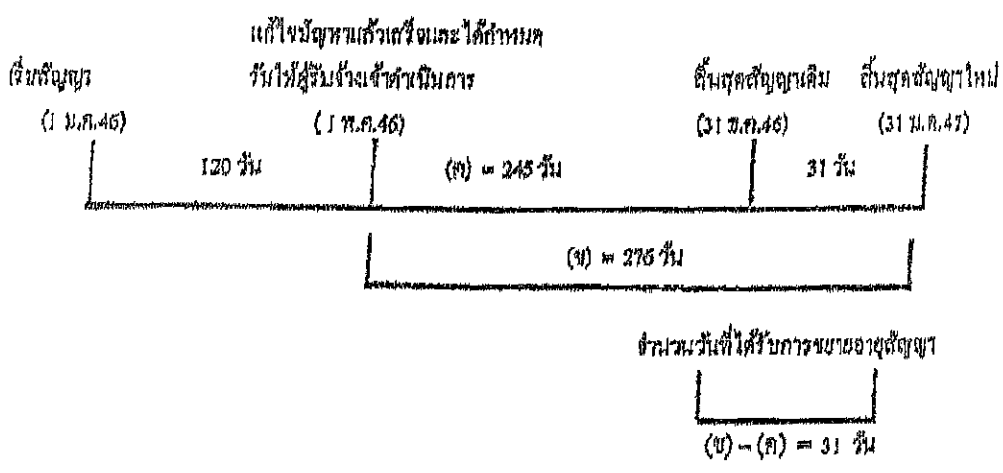 แก้ไขปัญหาแล้วเสร็จและได้กำหนด
เริ่มสัญญา วันให้ผู้รับจ้างเข้าดำเนินการ สิ้นสุดสัญญาเดิม สิ้นสุดสัญญาใหม่
(1 ม.ค.46) (1 พ.ค.46) (31 ธ.ค.46) (31 ม.ค.47)
120 วัน (ค) = 245 วัน 31 วัน
(ข) = 276 วัน
จำนวนวันที่ได้รับการขยายอายุสัญญา
(ข) - (ค) = 31 วัน